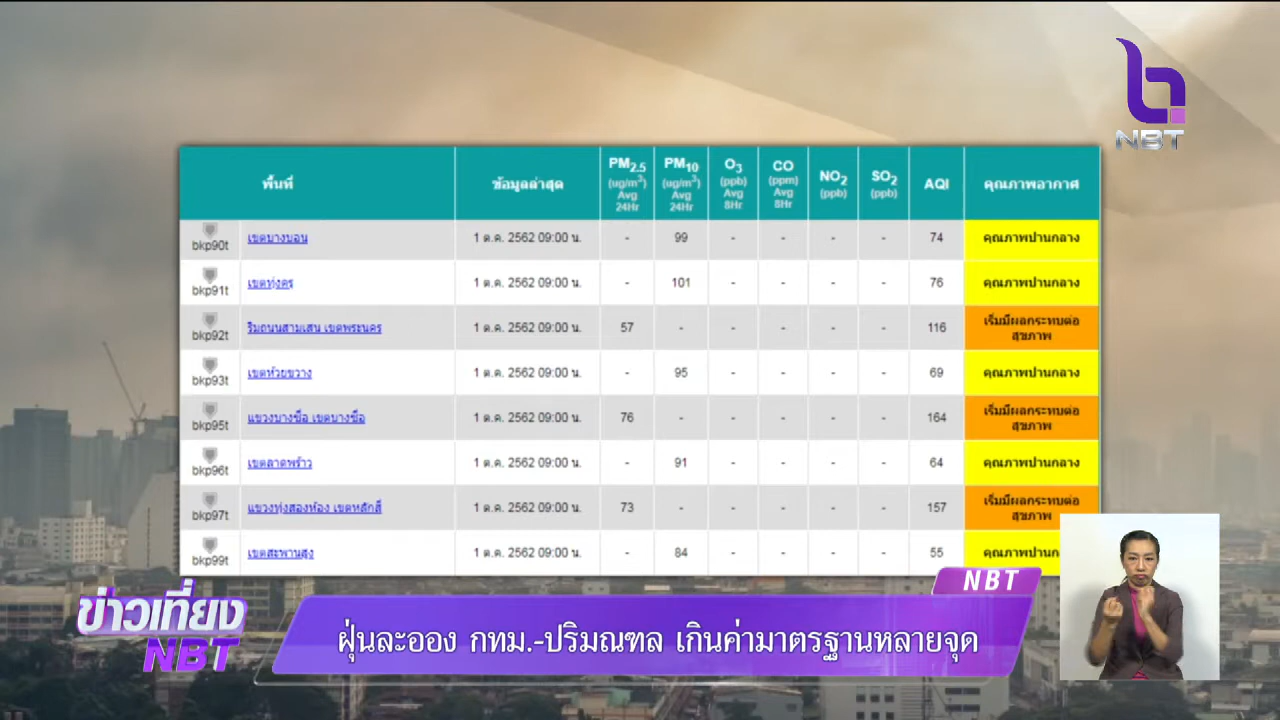 NBT
พื้นที่ ข้อมูลล่าสุด PM2.5 (ug/m3) Avg 24Hr PM10 (ug/m3) Avg 24Hr O3 (ppb) Avg 8Hr CO (ppm) Avg 8Hr NO2 (ppb) SO2 (ppb) AQI คุณภาพอากาศ
bkp90t เขตบางบอน 1 ต.ค. 2562 09:00 น. - 99 - - - - 74 คุณภาพปานกลาง
bkp91t เขตทุ่งครุ 1 ต.ค. 2562 09:00 น. - 101 - - - - 76 คุณภาพปานกลาง
bkp92t ริมถนนสามเสน เขตพระนคร 1 ต.ค. 2562 09:00 น. 57 - - - - - 116 เริ่มมีผลกระทบต่อ
สุขภาพ
bkp93t เขตห้วยขวาง 1 ต.ค. 2562 09:00 น. - 95 - - - - 69 คุณภาพปานกลาง
bkp95t แขวงบางซื่อ เขตบางซื่อ 1 ต.ค. 2562 09:00 น. 76 - - - - - 164 เริ่มมีผลกระทบต่อ
สุขภาพ
bkp96t เขตลาดพร้าว 1 ต.ค. 2562 09:00 น. - 91 - - - - 64 คุณภาพปานกลาง
bkp97t แขวงทุ่งสองห้อง เขตหลักสี่ 1 ต.ค. 2562 09:00 น. 73 - - - - - 157 เริ่มมีผลกระทบต่อ
สุขภาพ
bkp99t เขตสะพานสูง 1 ต.ค. 2562 09:00 น. - 84 - - - - 55 คุณภาพปานก
NBT
ข่าวเที่ยง
NBT
ฝุ่นละออง กทม.-ปริมณฑล เกินค่ามาตรฐานหลายจุด